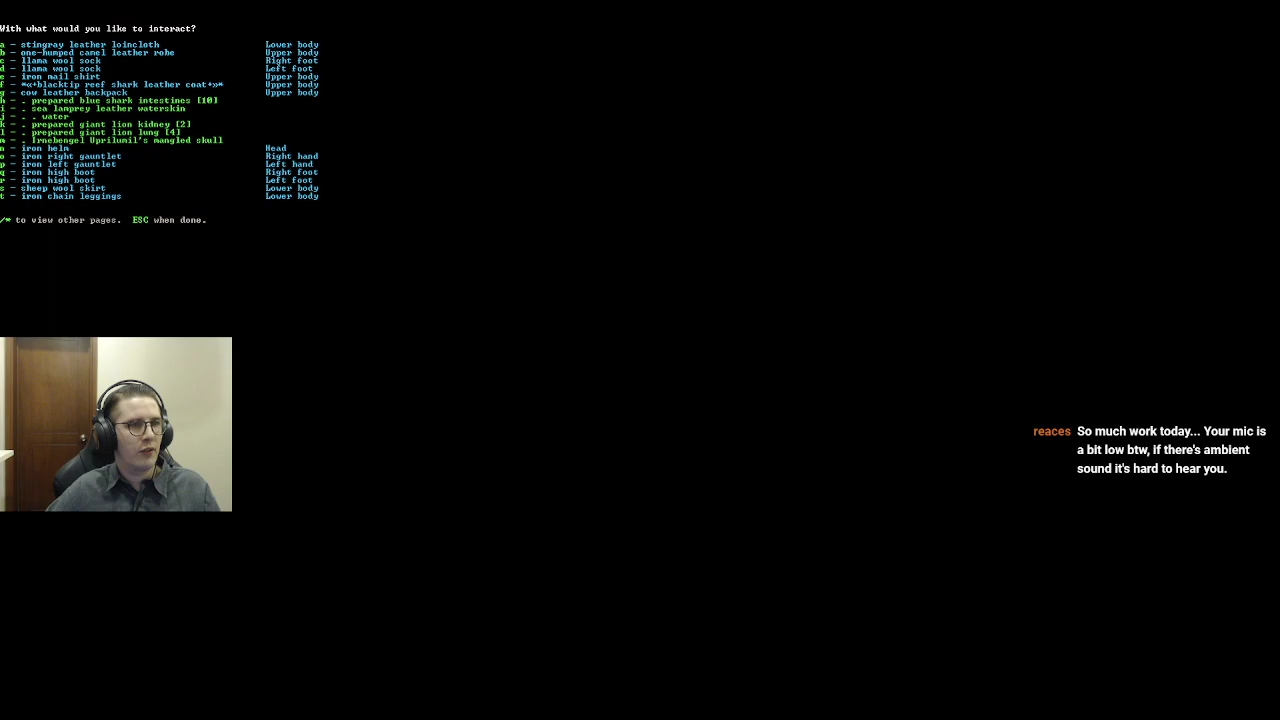 With what would you like to interact?
a - stingray leather loincloth Lower body
b - one-humped camel leather robe Upper body
c - llama wool sock Right foot
d - llama wool sock Left foot
e - iron mail shirt Upper body
f - *«+blacktip reef shark leather coat+»* Upper body
g - cow leather backpack Upper body
h - . prepared blue shark intestines [10]
i - . sea lamprey leather waterskin
j - . . water
k - . prepared giant lion kidney [2]
l - . prepared giant lion lung [4]
m - . Irnebengel Uprilumil's mangled skull
n - iron helm Head
o - iron right gauntlet Right hand
p - iron left gauntlet Left hand
q - iron high boot Right foot
r - iron high boot Left foot
s - sheep wool skirt Lower body
t - iron chain leggings Lower body
/* to view other pages. ESC when done.
reaces So much work today... Your mic is
a bit low btw, if there's ambient
sound it's hard to hear you.